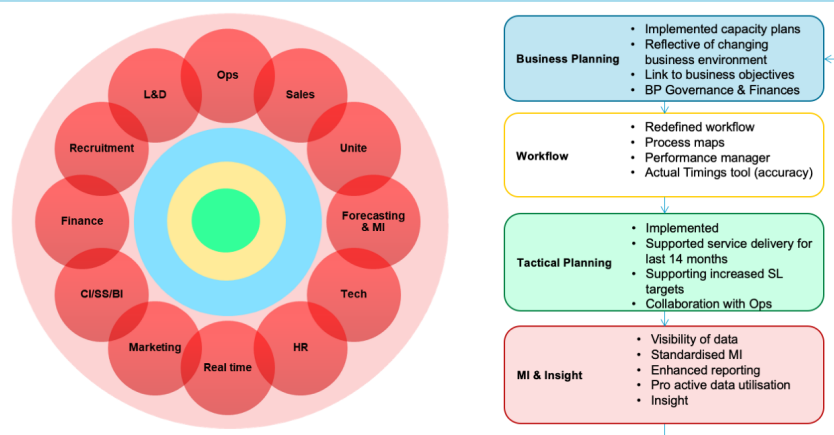 Ops
L&D
Sales
Recruitment
Unite
Finance
Forecasting
& MI
CI/SS/BI
Tech
Marketing
HR
Real time
Business Planning
• Implemented capacity plans
• Reflective of changing
business environment
• Link to business objectives
• BP Governance & Finances
Workflow
• Redefined workflow
• Process maps
• Performance manager
• Actual Timings tool (accuracy)
Tactical Planning
• Implemented
• Supported service delivery for
last 14 months
• Supporting increased SL
targets
• Collaboration with Ops
MI & Insight
• Visibility of data
• Standardised MI
• Enhanced reporting
• Pro active data utilisation
• Insight